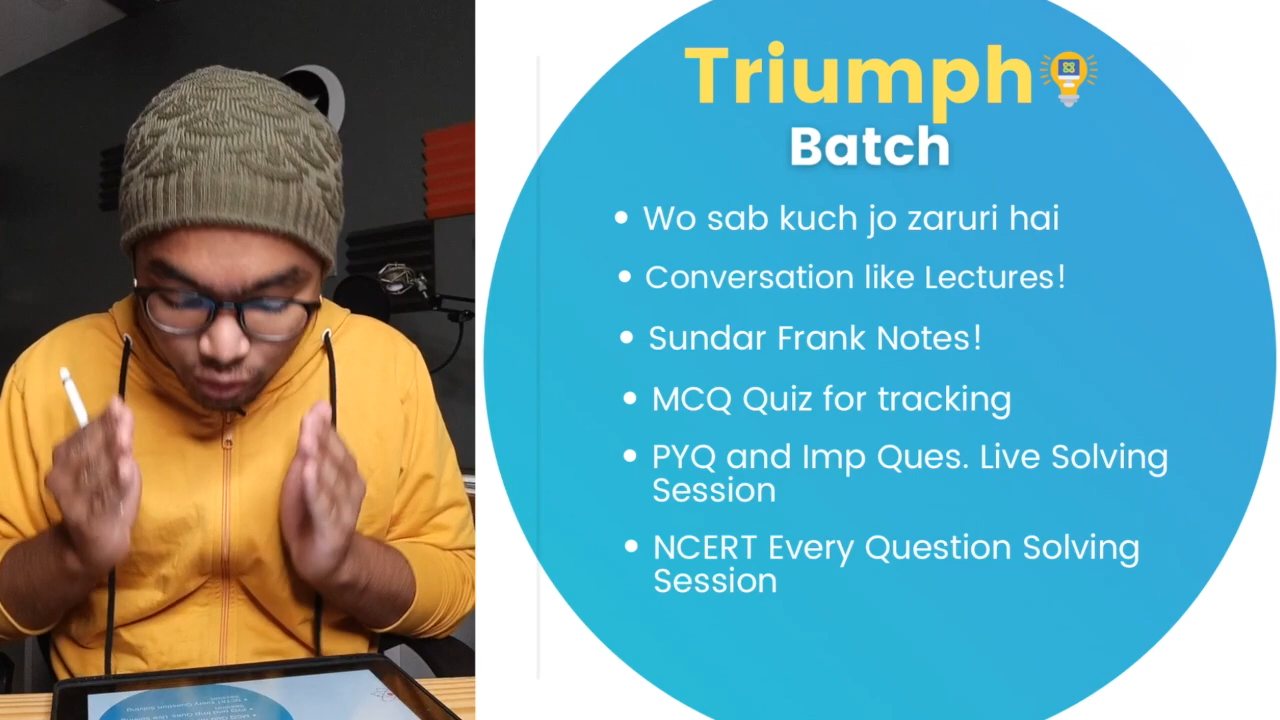 Triumph
Batch
Wo sab kuch jo zaruri hai
Conversation like Lectures!
Sundar Frank Notes!
MCQ Quiz for tracking
PYQ and Imp Ques. Live Solving
Session
NCERT Every Question Solving
Session